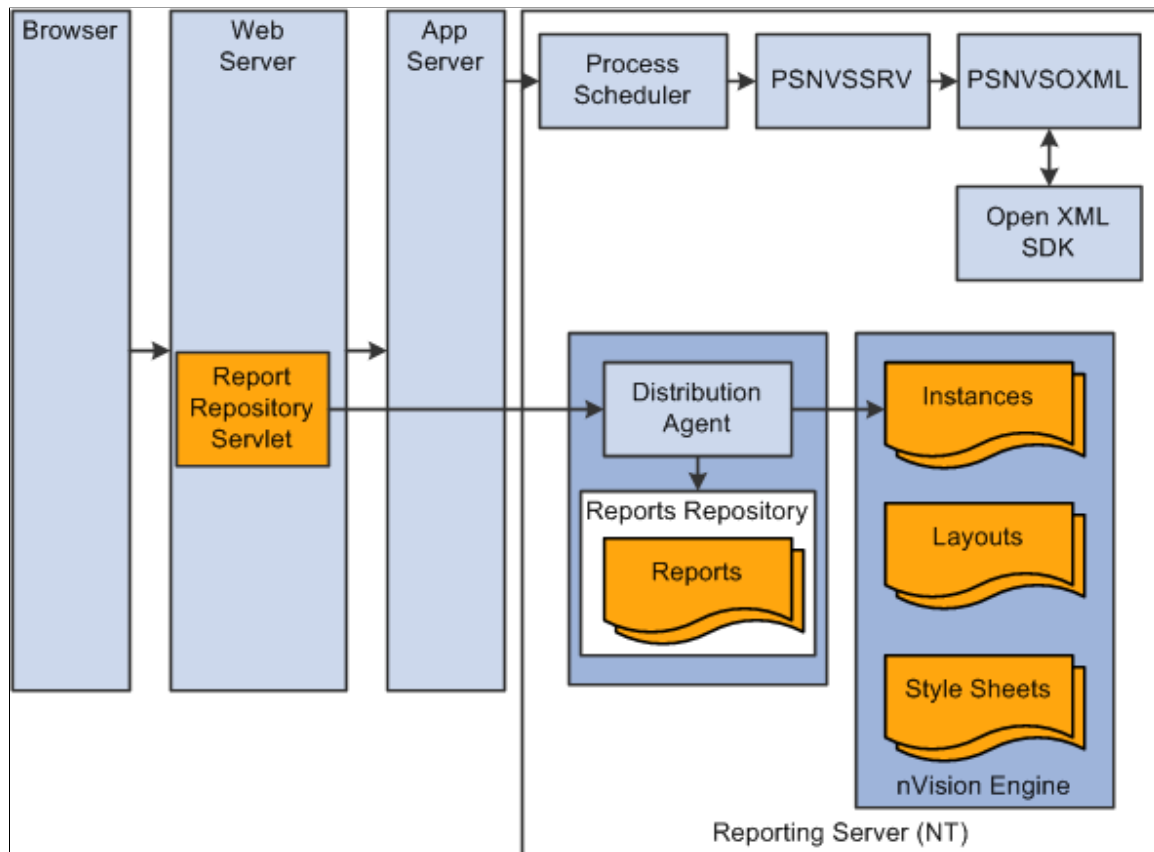 Browser
Web
Server
App
Server
Process
Scheduler
PSNVSSRV
PSNVSOXML
Open XML
SDK
Report
Repository
Servlet
Distribution
Agent
Reports Repository
Reports
Instances
Layouts
Style Sheets
nVision Engine
Reporting Server (NT)